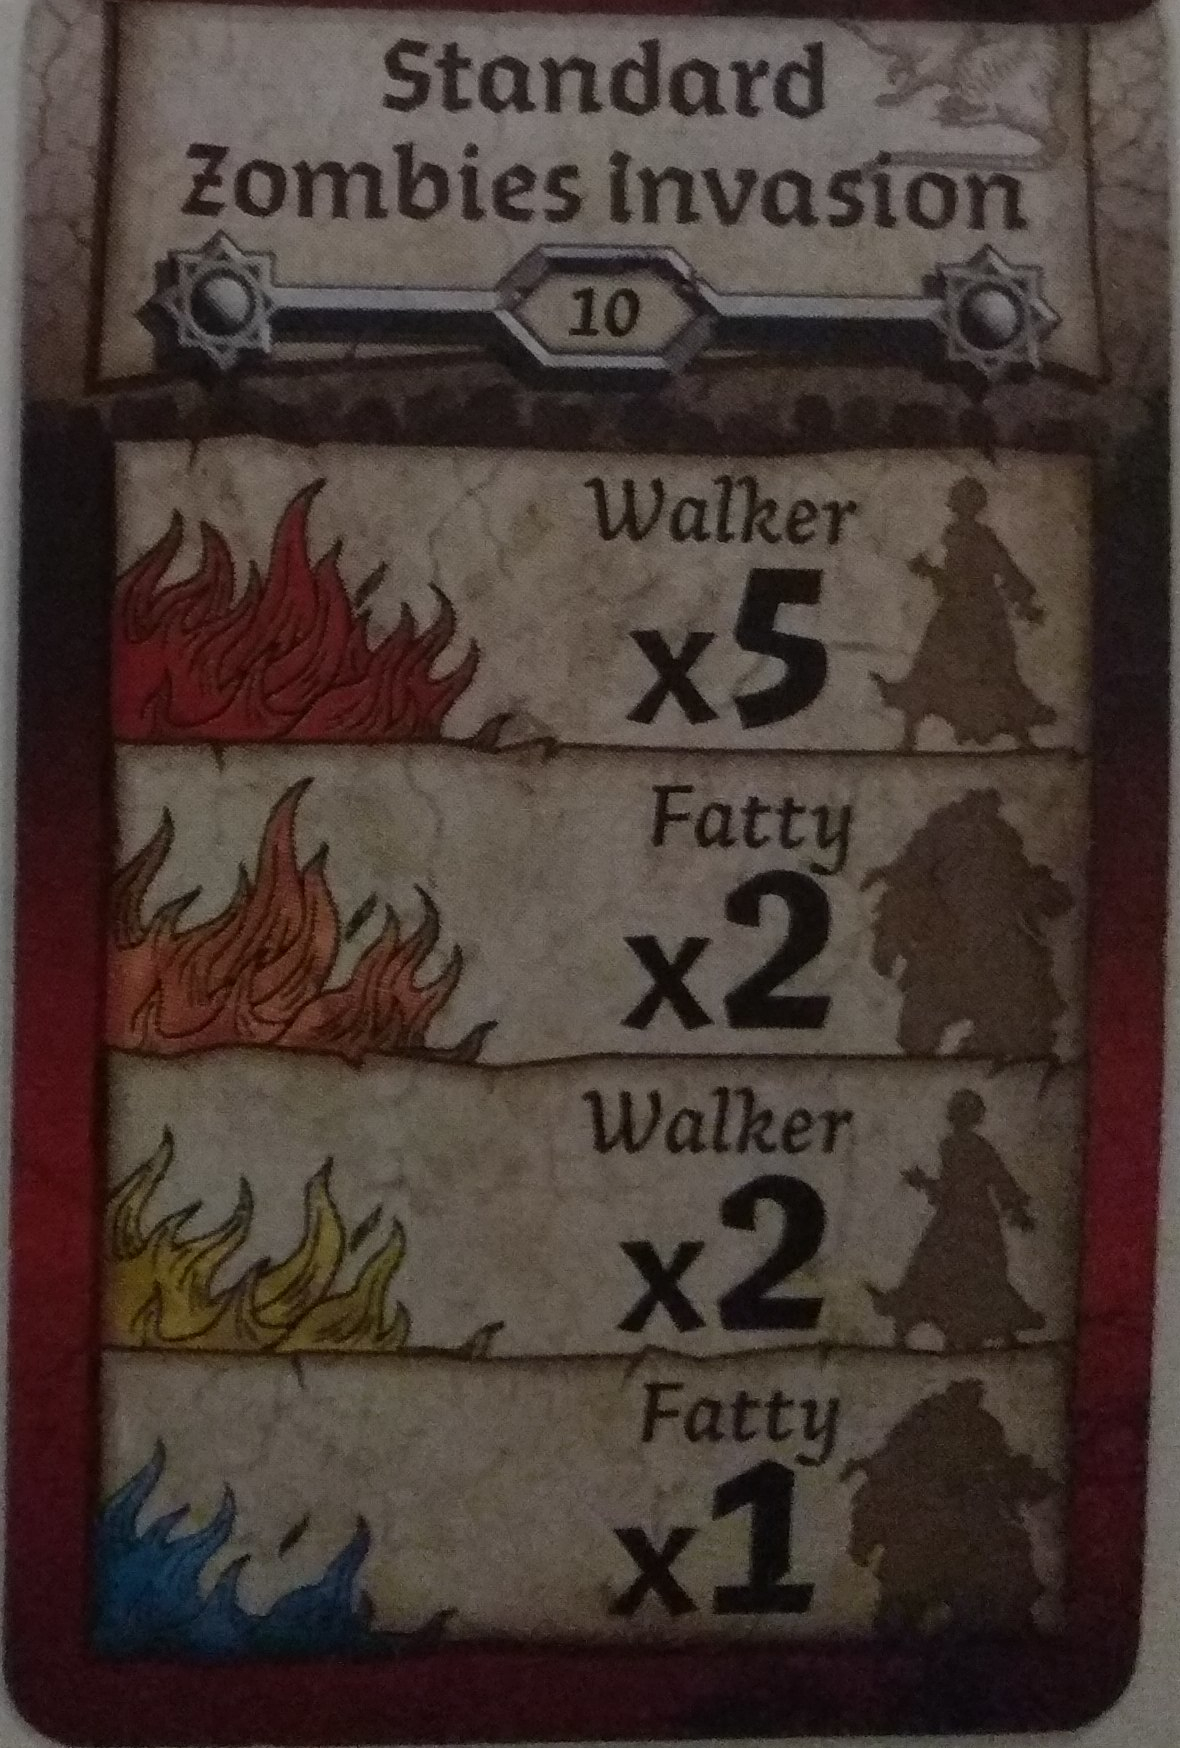 Standard
Zombies Invasion
10
Walker
x5
Fatty
x2
Walker
x2
Fatty
x1